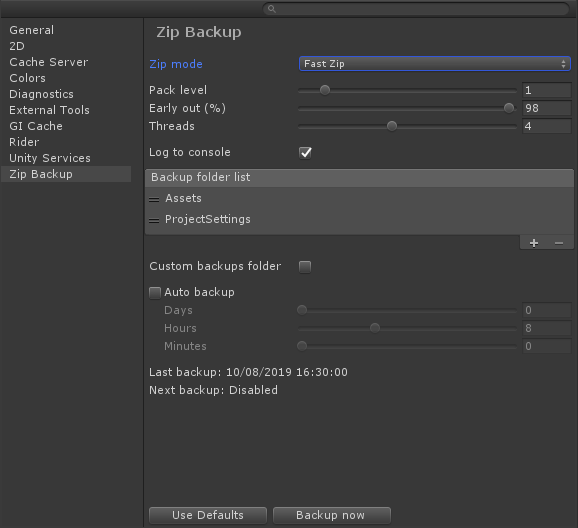 General
2D
Cache Server
Colors
Diagnostics
External Tools
GI Cache
Rider
Unity Services
Zip Backup
Zip Backup
Zip mode Fast Zip
Pack level 1
Early out (%) 98
Threads 4
Log to console
Backup folder list
Assets
ProjectSettings
Custom backups folder
Auto backup
Days 0
Hours 8
Minutes 0
Last backup: 10/08/2019 16:30:00
Next backup: Disabled
Use Defaults Backup now